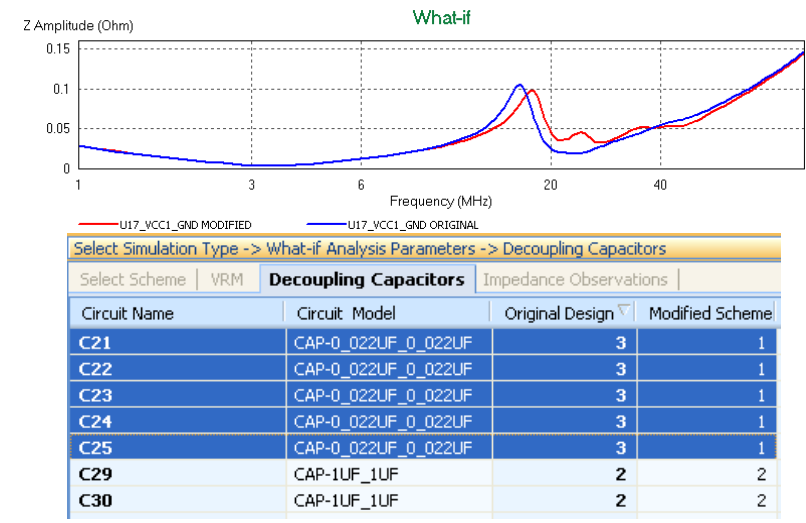 What-if
Z Amplitude (Ohm)
0.15
0.1
0.05
0
1 3 6 20 40
Frequency (MHz)
U17_VCC1_GND MODIFIED U17_VCC1_GND ORIGINAL
Select Simulation Type -> What-if Analysis Parameters -> Decoupling Capacitors
Select Scheme | VRM Decoupling Capacitors Impedance Observations |
Circuit Name Circuit Model Original Design Modified Scheme
C21 CAP-0_022UF_0_022UF 3 1
C22 CAP-0_022UF_0_022UF 3 1
C23 CAP-0_022UF_0_022UF 3 1
C24 CAP-0_022UF_0_022UF 3 1
C25 CAP-0_022UF_0_022UF 3 1
C29 CAP-1UF_1UF 2 2
C30 CAP-1UF_1UF 2 2